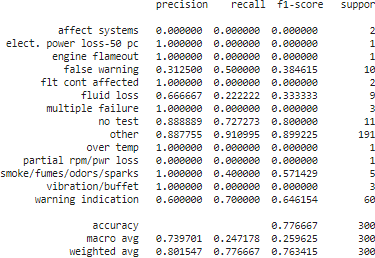 precision recall f1-score suppor
affect systems 0.000000 0.000000 0.000000 2
elect. power loss-50 pc 1.000000 0.000000 0.000000 1
engine flameout 1.000000 0.000000 0.000000 1
false warning 0.312500 0.500000 0.384615 10
flt cont affected 1.000000 0.000000 0.000000 2
fluid loss 0.666667 0.222222 0.333333 9
multiple failure 1.000000 0.000000 0.000000 3
no test 0.888889 0.727273 0.800000 11
other 0.887755 0.910995 0.899225 191
over temp 1.000000 0.000000 0.000000 1
partial rpm/pwr loss 0.000000 0.000000 0.000000 1
smoke/fumes/odors/sparks 1.000000 0.400000 0.571429 5
vibration/buffet 1.000000 0.000000 0.000000 3
warning indication 0.600000 0.700000 0.646154 60
accuracy 0.776667 300
macro avg 0.739701 0.247178 0.259625 300
weighted avg 0.801547 0.776667 0.763415 300